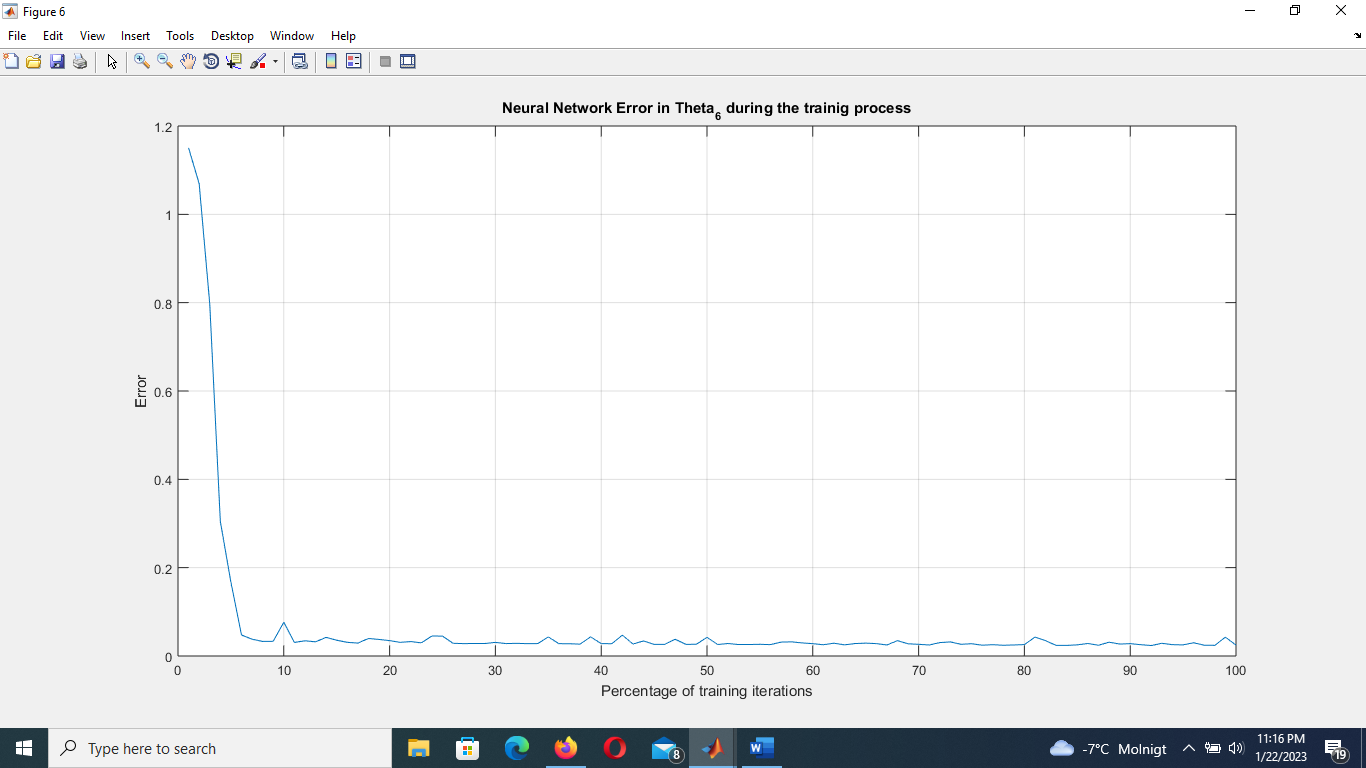 Figure 6
File Edit View Insert Tools Desktop Window Help
Neural Network Error in Theta6 during the trainig process
1.2
1
0.8
0.6
0.4
0.2
0
Error
0 10 20 30 40 50 60 70 80 90 100
Percentage of training iterations
Type here to search
8
-7°C Molnigt
11:16 PM
1/22/2023
19